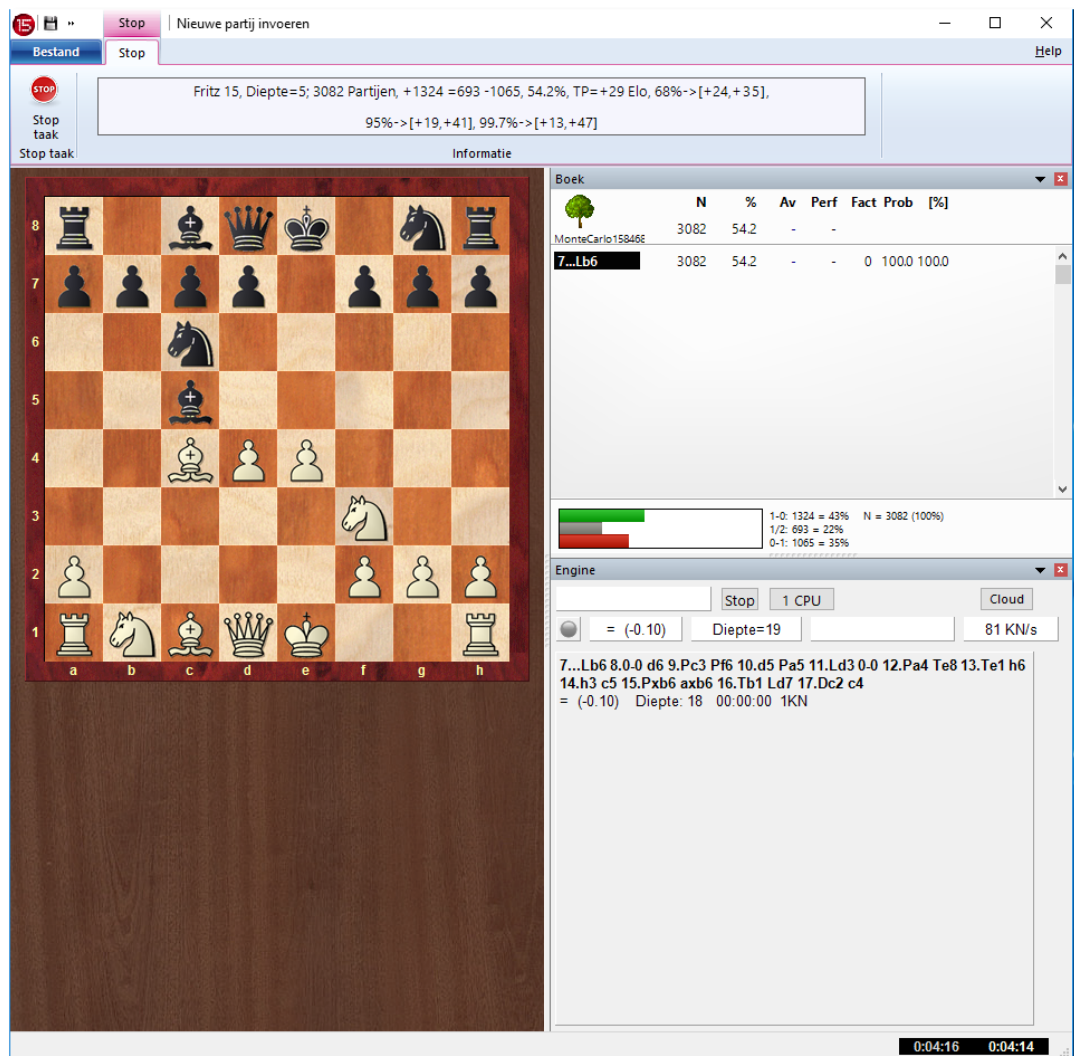 15 " Stop Nieuwe partij invoeren
Bestand Stop Help
STOP
Stop
taak
Stop taak
Fritz 15, Diepte=5; 3082 Partijen, +1324 =693 -1065, 54.2%, TP=+29 Elo, 68%->[+24,+35],
95%->[+19,+41], 99.7%->[+13,+47]
Informatie
8
7
6
5
4
3
2
1
a b c d e f g h
Boek
N % Av Perf Fact Prob [%]
MonteCarlo158468 3082 54.2 - -
7...Lb6 3082 54.2 - - 0 100.0 100.0
1-0: 1324 = 43% N = 3082 (100%)
1/2: 693 = 22%
0-1: 1065 = 35%
Engine
Stop 1 CPU Cloud
= (-0.10) Diepte=19 81 KN/s
7...Lb6 8.0-0 d6 9.Pc3 Pf6 10.d5 Pa5 11.Ld3 0-0 12.Pa4 Te8 13.Te1 h6
14.h3 c5 15.Pxb6 axb6 16.Tb1 Ld7 17.Dc2 c4
= (-0.10) Diepte: 18 00:00:00 1KN
0:04:16 0:04:14